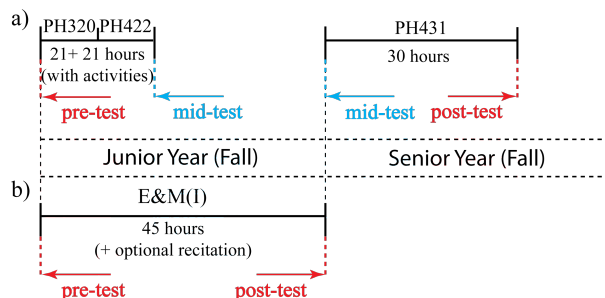 a)
PH320 PH422
21+ 21 hours
(with activities)
pre-test
mid-test
PH431
30 hours
mid-test
post-test
Junior Year (Fall)
Senior Year (Fall)
b)
E&M(I)
45 hours
(+ optional recitation)
pre-test
post-test